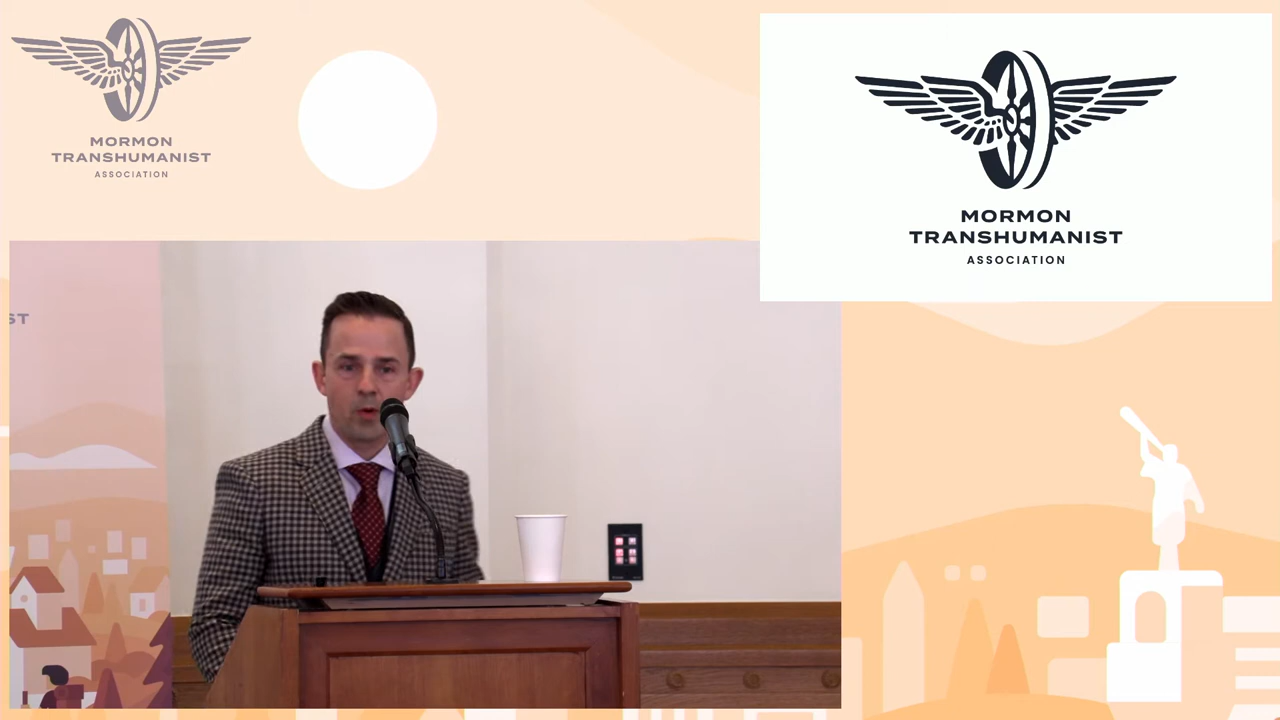 MORMON
TRANSHUMANIST
ASSOCIATION
MORMON
TRANSHUMANIST
ASSOCIATION
ST